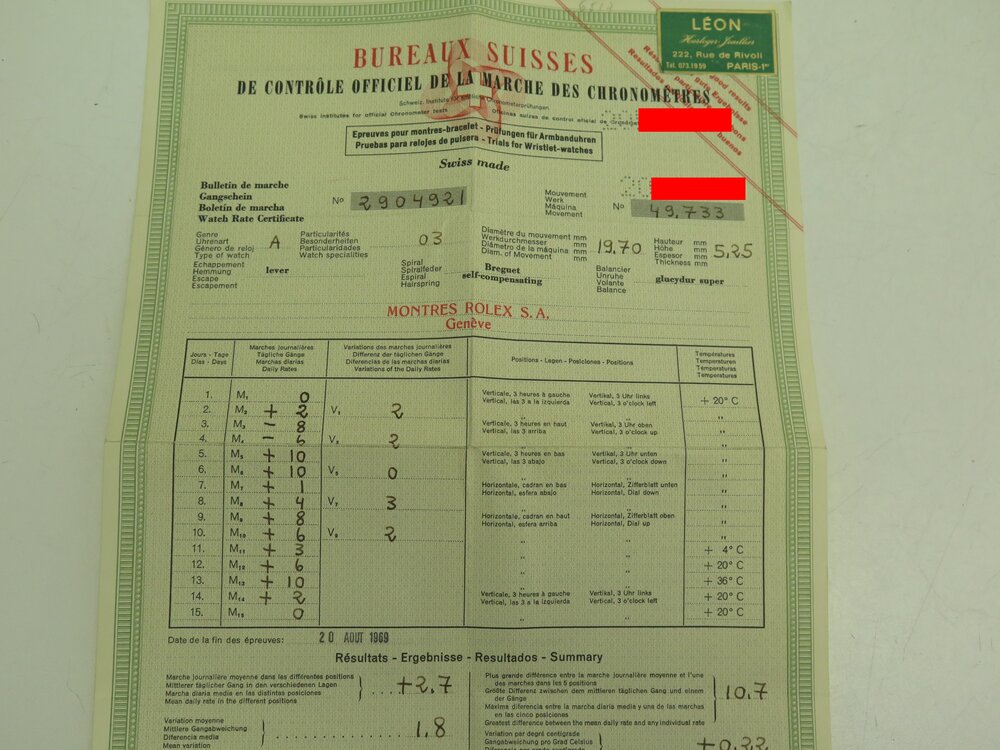 LÉON
Horloger-Joaillier
222, Rue de Rivoli
Tél. 073.19 59 PARIS-1er
good results
BUREAUX SUISSES
DE CONTRÔLE OFFICIEL DE LA MARCHE DES CHRONOMÈTRES
Swiss institutes for official Chronometer tests
Epreuves pour montres-bracelet - Prüfungen für Armbanduhren
Pruebas para relojes de pulsera - Trials for Wristlet-watches
Swiss made
Bulletin de marche
Gangschein
Boletín de marcha
Watch Rate Certificate
No 2904921
Mouvement
Werk
Máquina
Movement
No 49,733
Genre
Uhrenart
Género de reloj
Type of watch
A
Particularités
Besonderheiten
Particularidades
Watch specialities
03
Diamètre du mouvement mm
Werkdurchmesser mm
Diámetro de la máquina mm
Diam. of Movement mm
19,70
Hauteur mm
Höhe mm
Espesor mm
Thickness mm
5,25
Echappement
Hemmung
Escape
Escapement
lever
Spiral
Spiralfeder
Espiral
Hairspring
Breguet
self-compensating
Balancier
Unruhe
Volante
Balance
glucydur super
MONTRES ROLEX S.A.
Genève
Jours - Tage
Días - Days
Marches journalières
Tägliche Gänge
Marchas diarias
Daily Rates
Variations des marches journalières
Differenz der täglichen Gänge
Diferencias de las marchas diarias
Variations of the Daily Rates
Positions - Lagen - Posiciones - Positions
Températures
Temperaturen
Temperaturas
Temperatures
1. M1 0 Verticale, 3 heures à gauche Vertikal, 3 Uhr links + 20° C
Vertical, las 3 a la izquierda Vertical, 3 o'clock left
2. M2 + 2 V1 2 „ „ „
3. M3 - 8 Verticale, 3 heures en haut Vertikal, 3 Uhr oben „
Vertical, las 3 arriba Vertical, 3 o'clock up
4. M4 - 6 V3 2 „ „ „
5. M5 + 10 Verticale, 3 heures en bas Vertikal, 3 Uhr unten „
Vertical, las 3 abajo Vertical, 3 o'clock down
6. M6 + 10 V5 0 „ „ „
7. M7 + 1 Horizontale, cadran en bas Horizontal, Zifferblatt unten „
Horizontal, esfera abajo Horizontal, Dial down
8. M8 + 4 V7 3 „ „ „
9. M9 + 8 Horizontale, cadran en haut Horizontal, Zifferblatt oben „
Horizontal, esfera arriba Horizontal, Dial up
10. M10 + 6 V9 2 „ „ „
11. M11 + 3 „ „ + 4° C
12. M12 + 6 „ „ + 20° C
13. M13 + 10 „ „ + 36° C
14. M14 + 2 Verticale, 3 heures à gauche Vertikal, 3 Uhr links + 20° C
Vertical, las 3 a la izquierda Vertical, 3 o'clock left
15. M15 0 „ „ + 20° C
Date de la fin des épreuves: 20 AOUT 1969
Résultats - Ergebnisse - Resultados - Summary
Marche journalière moyenne dans les différentes positions
Mittlerer täglicher Gang in den verschiedenen Lagen
Marcha diaria media en las distintas posiciones
Mean daily rate in the different positions
+2.7
Plus grande différence entre la marche journalière moyenne et l'une
des marches dans les 5 positions
Größte Differenz zwischen dem mittleren täglichen Gang und einem
der Gänge
Máxima diferencia entre la marcha diaria media y una de las marchas
en las cinco posiciones
Greatest difference between the mean daily rate and any individual rate
10.7
Variation moyenne
Mittlere Gangabweichung
Diferencia media
Mean variation
1.8
Variation par degré centigrade
Gangabweichung pro Grad Celsius
+0.22